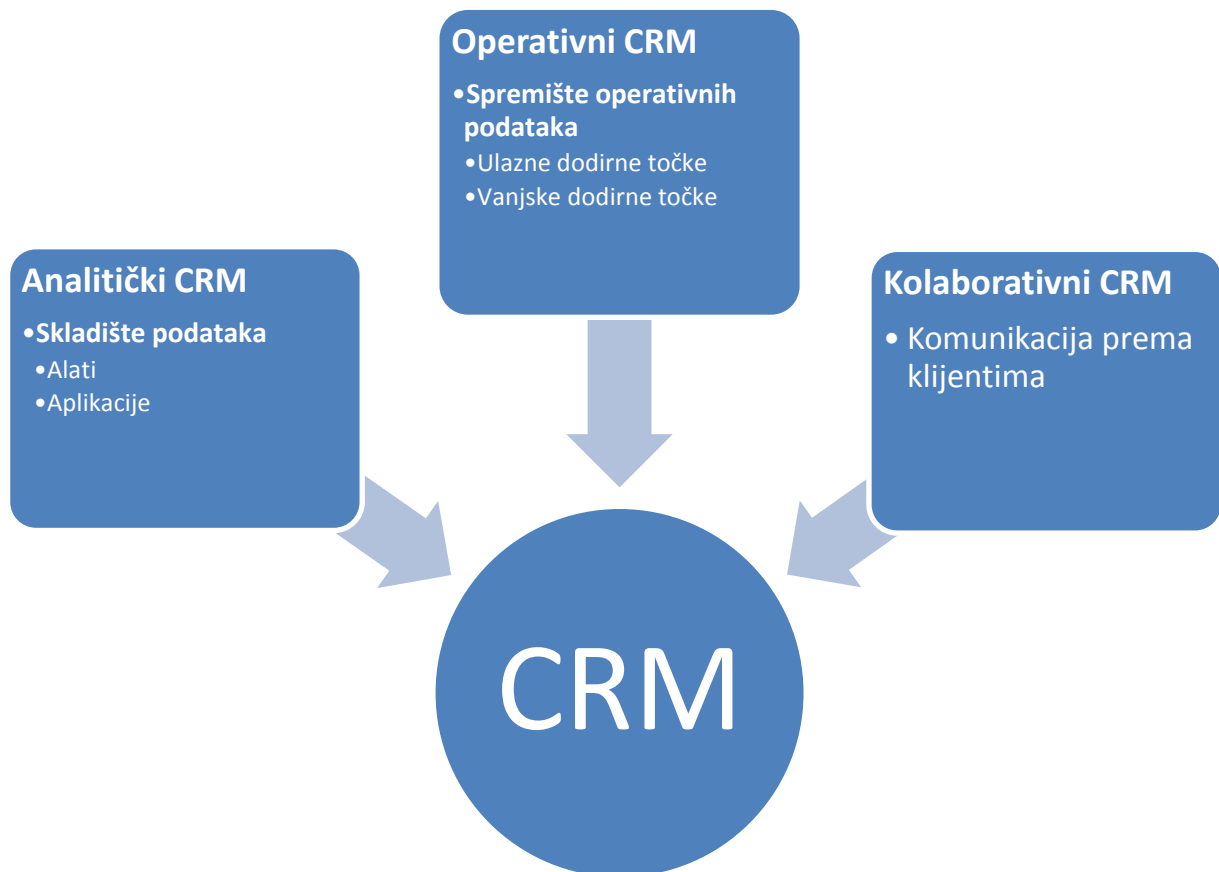 Operativni CRM
•Spremište operativnih
podataka
•Ulazne dodirne točke
•Vanjske dodirne točke
Analitički CRM
•Skladište podataka
•Alati
•Aplikacije
Kolaborativni CRM
• Komunikacija prema
klijentima
CRM